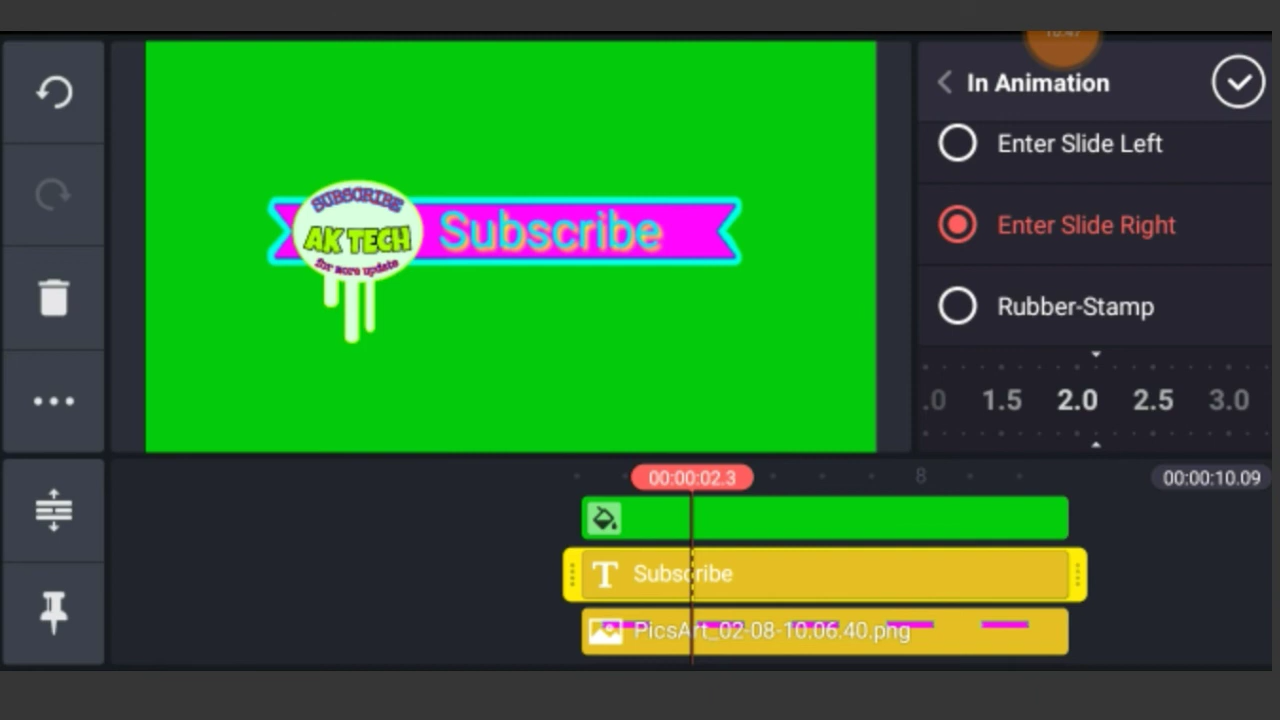 10:47
In Animation
Enter Slide Left
Enter Slide Right
Rubber-Stamp
.0 1.5 2.0 2.5 3.0
SUBSCRIBE
AK TECH
for more update
Subscribe
00:00:02.3
8
00:00:10.09
Subscribe
PicsArt_02-08-10.06.40.png